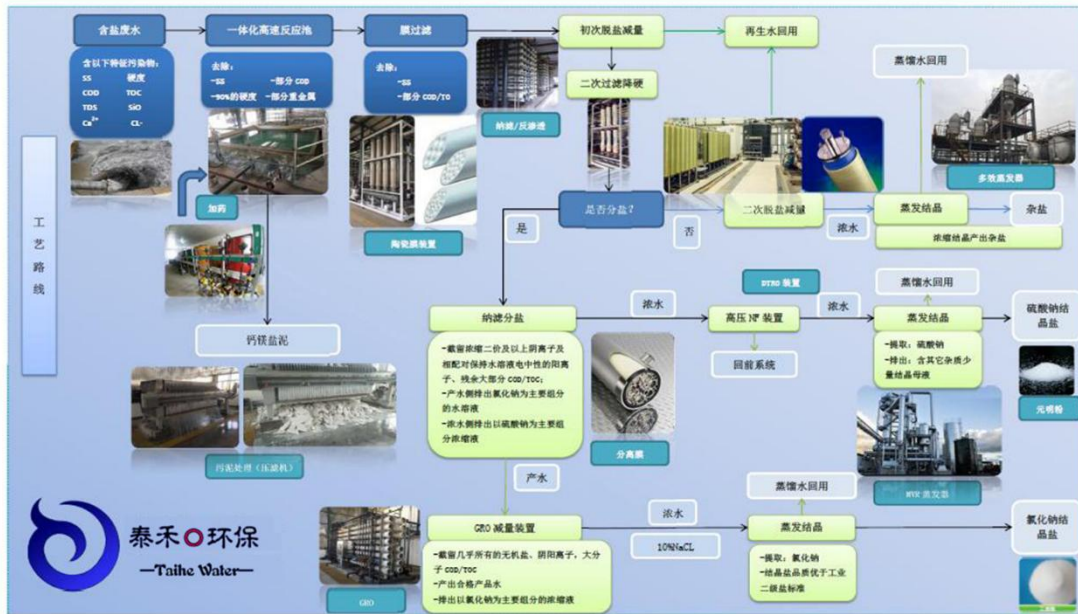 含盐废水
一体化高速反应池
膜过滤
初次脱盐减量
再生水回用
含以下特征污染物：
SS 硬度
COD TOC
TDS SiO
Ca²⁺ CL-
去除：
-SS -部分COD
-90%的硬度 -部分重金属
去除：
-SS
-部分COD/TO
纳滤/反渗透
二次过滤降硬
蒸馏水回用
多效蒸发器
加药
陶瓷膜装置
是否分盐？
是
否
二次脱盐减量
浓水
蒸发结晶
杂盐
浓缩结晶产出杂盐
工艺路线
钙镁盐泥
污泥处理（压滤机）
纳滤分盐
-截留浓缩二价及以上阴离子及
相配对保持水溶液电中性的阳离
子、残余大部分COD/TOC；
-产水侧排出氯化钠为主要组分
的水溶液
-浓水侧排出以硫酸钠为主要组
分浓缩液
分离膜
浓水
DTRO装置
高压NF装置
回前系统
浓水
蒸馏水回用
蒸发结晶
-提取：硫酸钠
-排出：含其它杂质少
量结晶母液
硫酸钠结
晶盐
元明粉
MVR蒸发器
产水
GRO减量装置
-截留几乎所有的无机盐、阴阳离子，大分
子COD/TOC
-产出合格产品水
-排出以氯化钠为主要组分的浓缩液
GRO
浓水
10%NaCL
蒸馏水回用
蒸发结晶
-提取：氯化钠
-结晶盐品质优于工业
二级盐标准
氯化钠结
晶盐
泰禾环保
—Taihe Water—